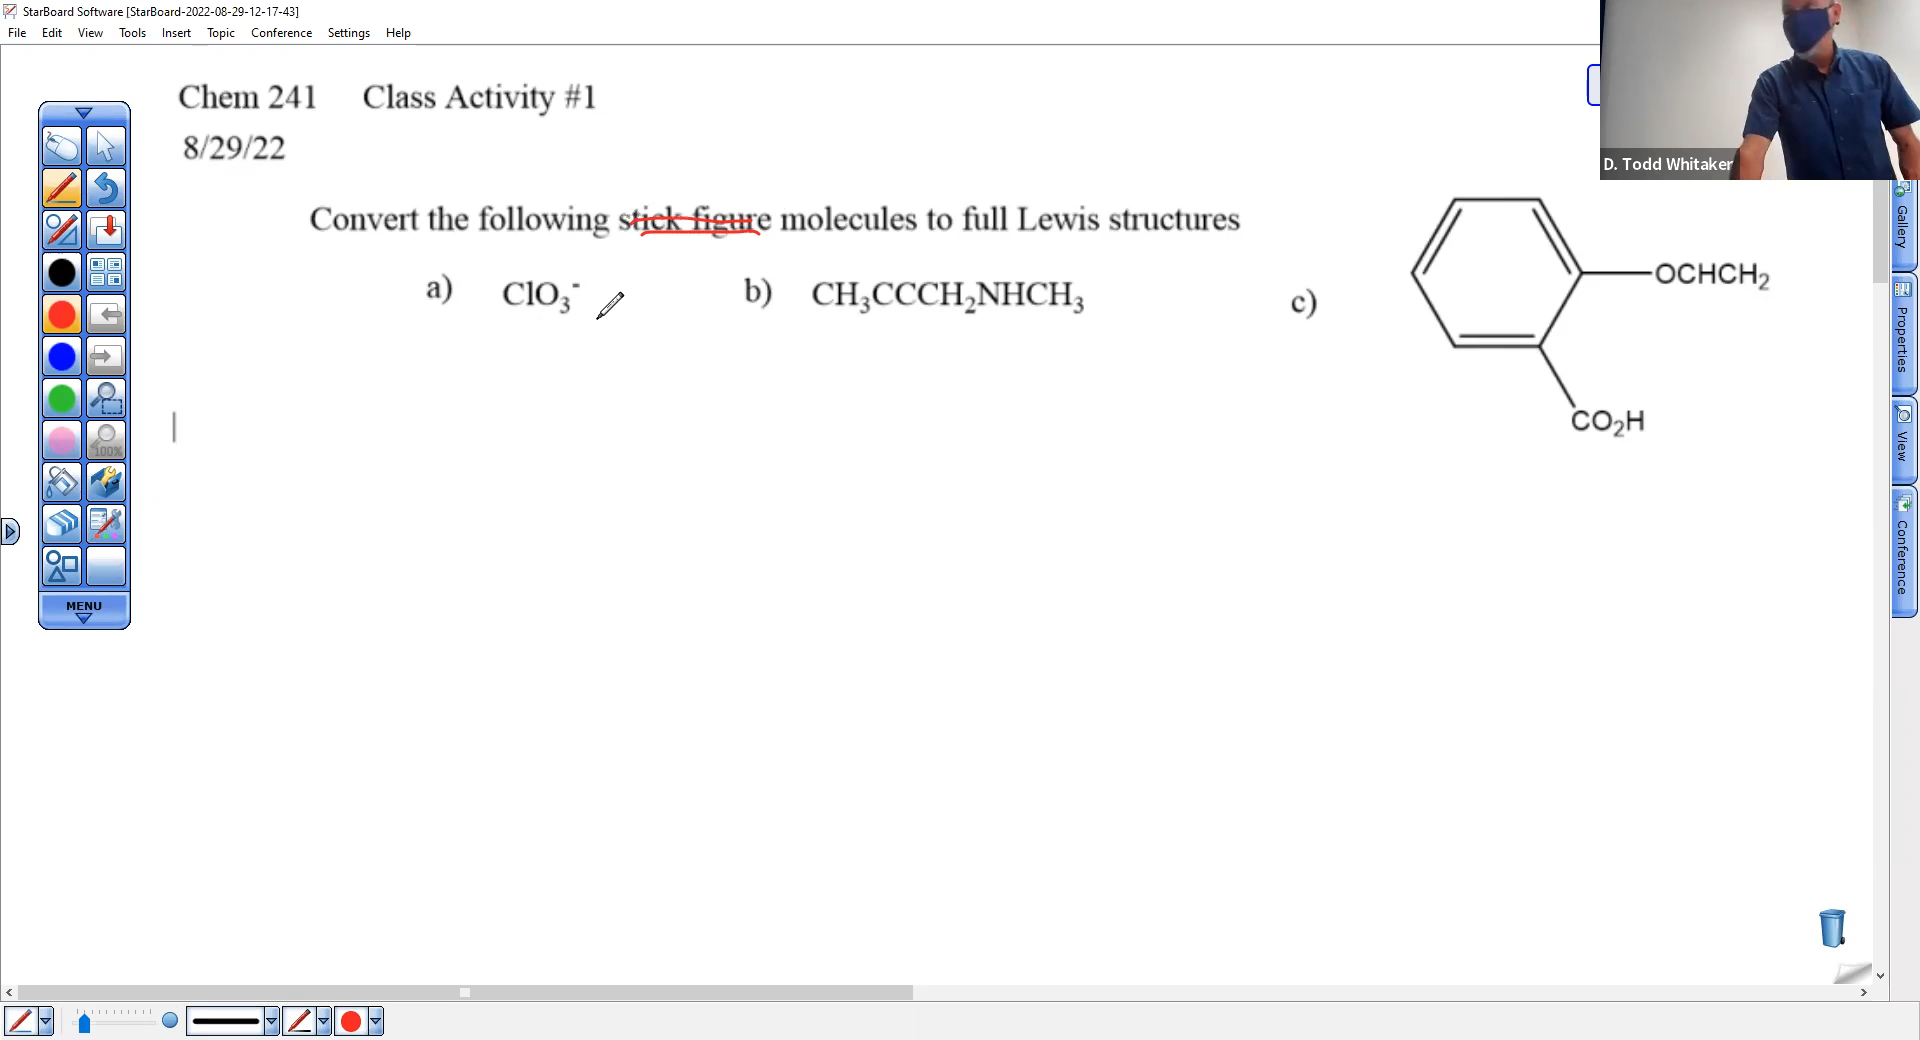 StarBoard Software [StarBoard-2022-08-29-12-17-43]
File Edit View Tools Insert Topic Conference Settings Help
Chem 241 Class Activity #1
8/29/22
D. Todd Whitaker
Convert the following stick figure molecules to full Lewis structures
a) ClO₃⁻ b) CH₃CCCH₂NHCH₃ c)
OCHCH₂
CO₂H
100%
MENU
Gallery
Properties
View
Conference